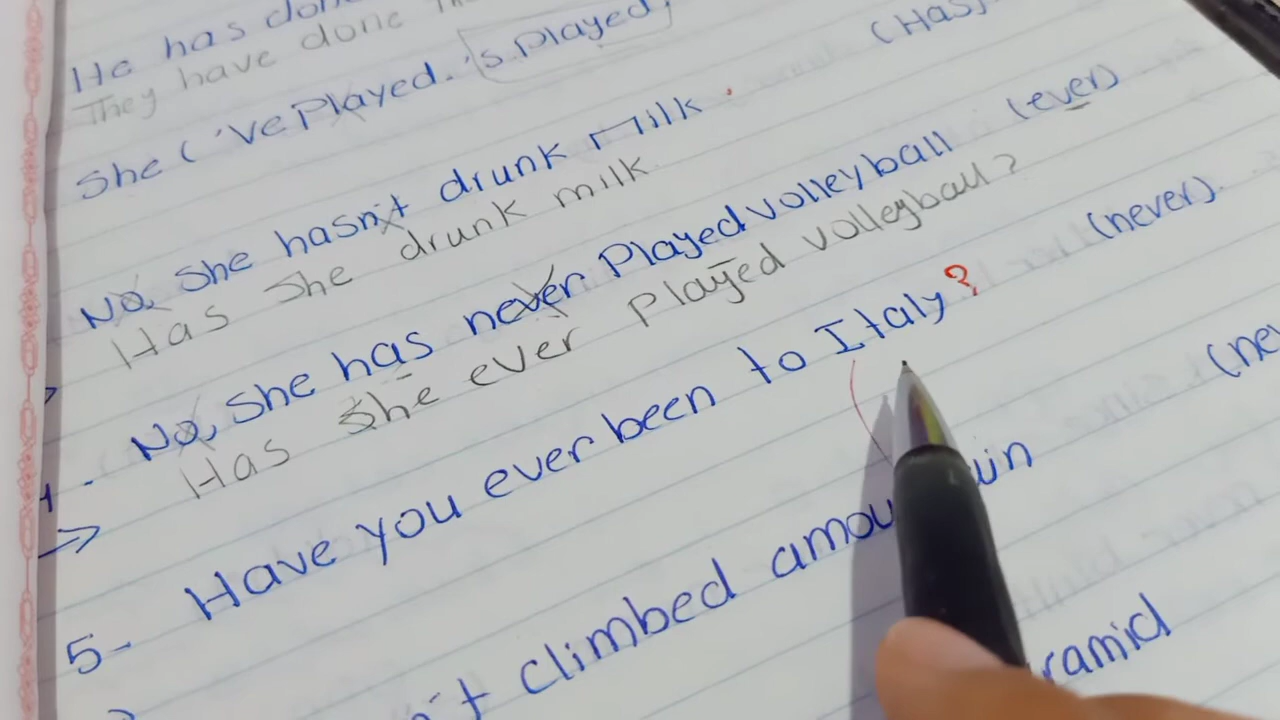 He has done
They have done
She ( 've Played. 's Played)
(Has)
No, She hasn't drunk milk.
Has She drunk milk
(ever)
No, She has never Played volleyball
Has She ever Played volleyball?
(never).
Have you ever been to Italy?
5- 't climbed amou in